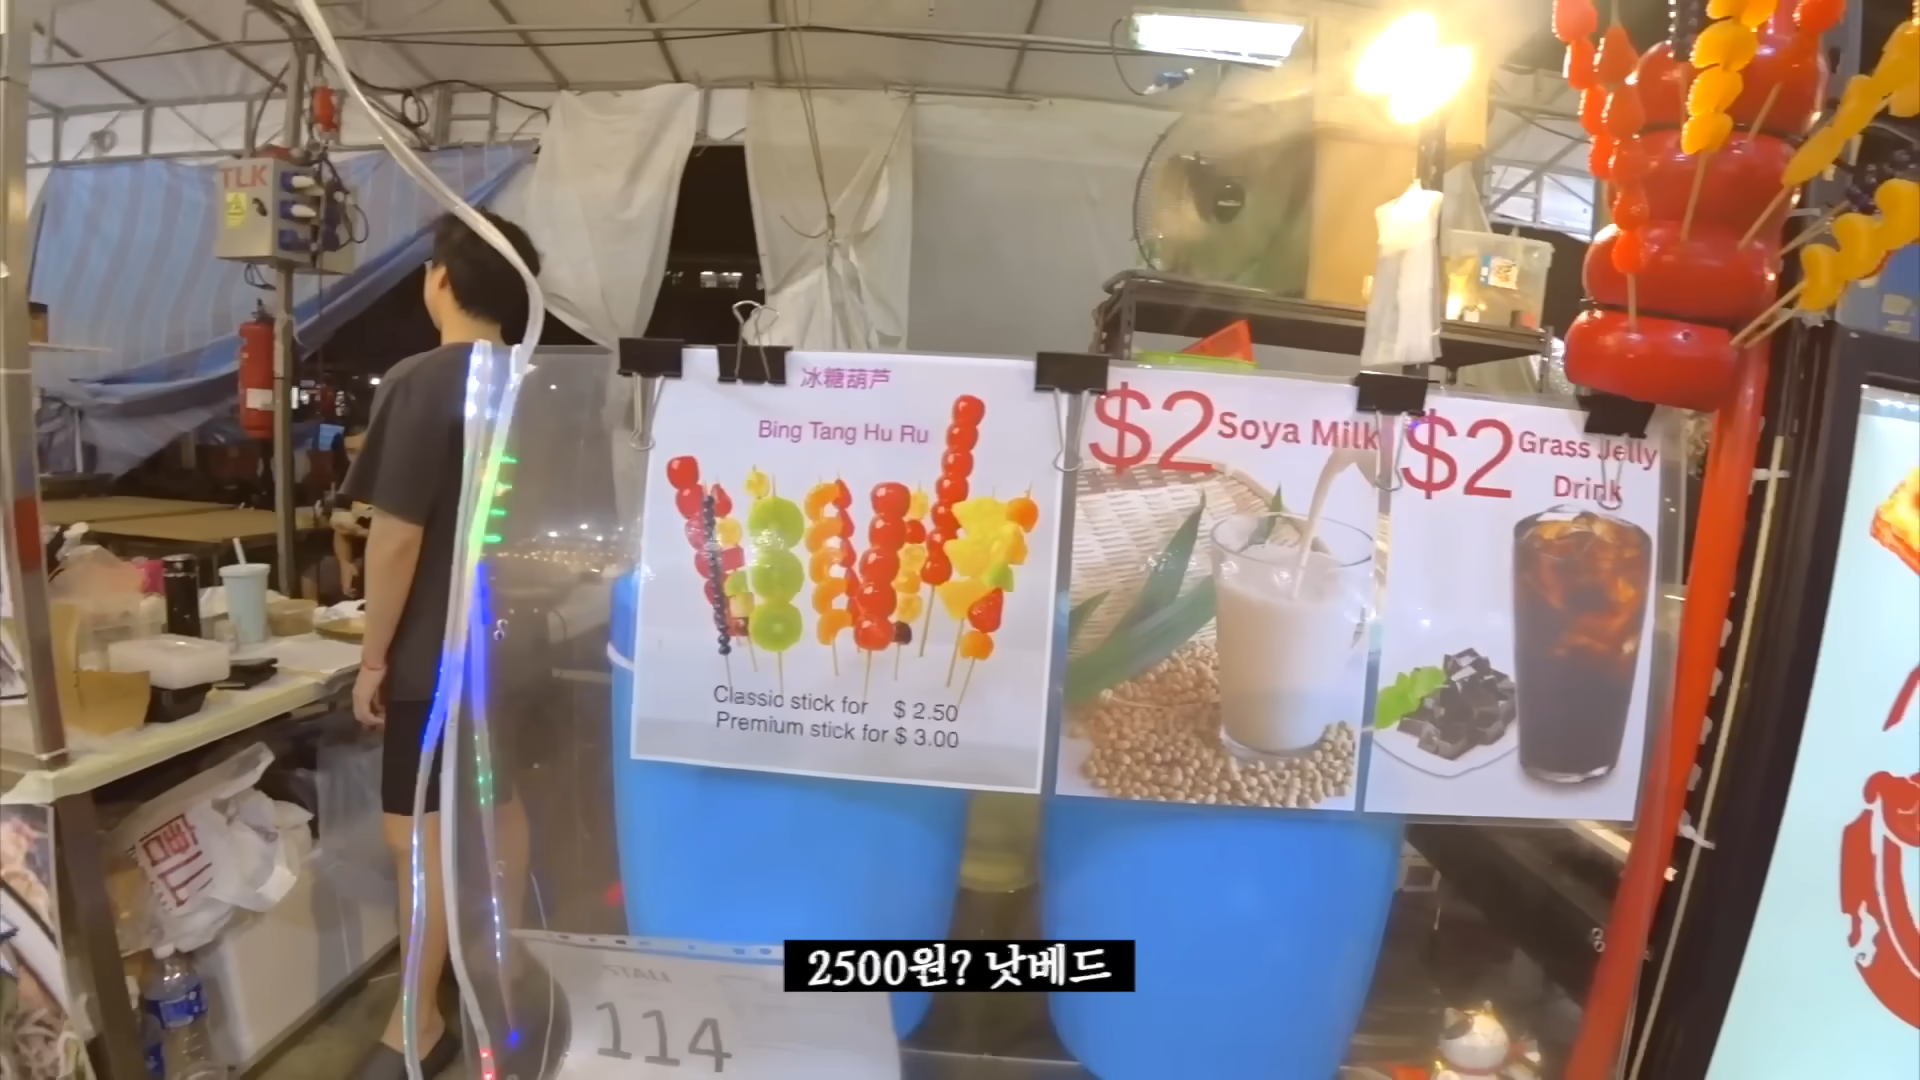 TLK
冰糖葫芦
Bing Tang Hu Ru
Classic stick for $ 2.50
Premium stick for $ 3.00
$2 Soya Milk
$2 Grass Jelly
Drink
STALL
114
2500원? 낫베드